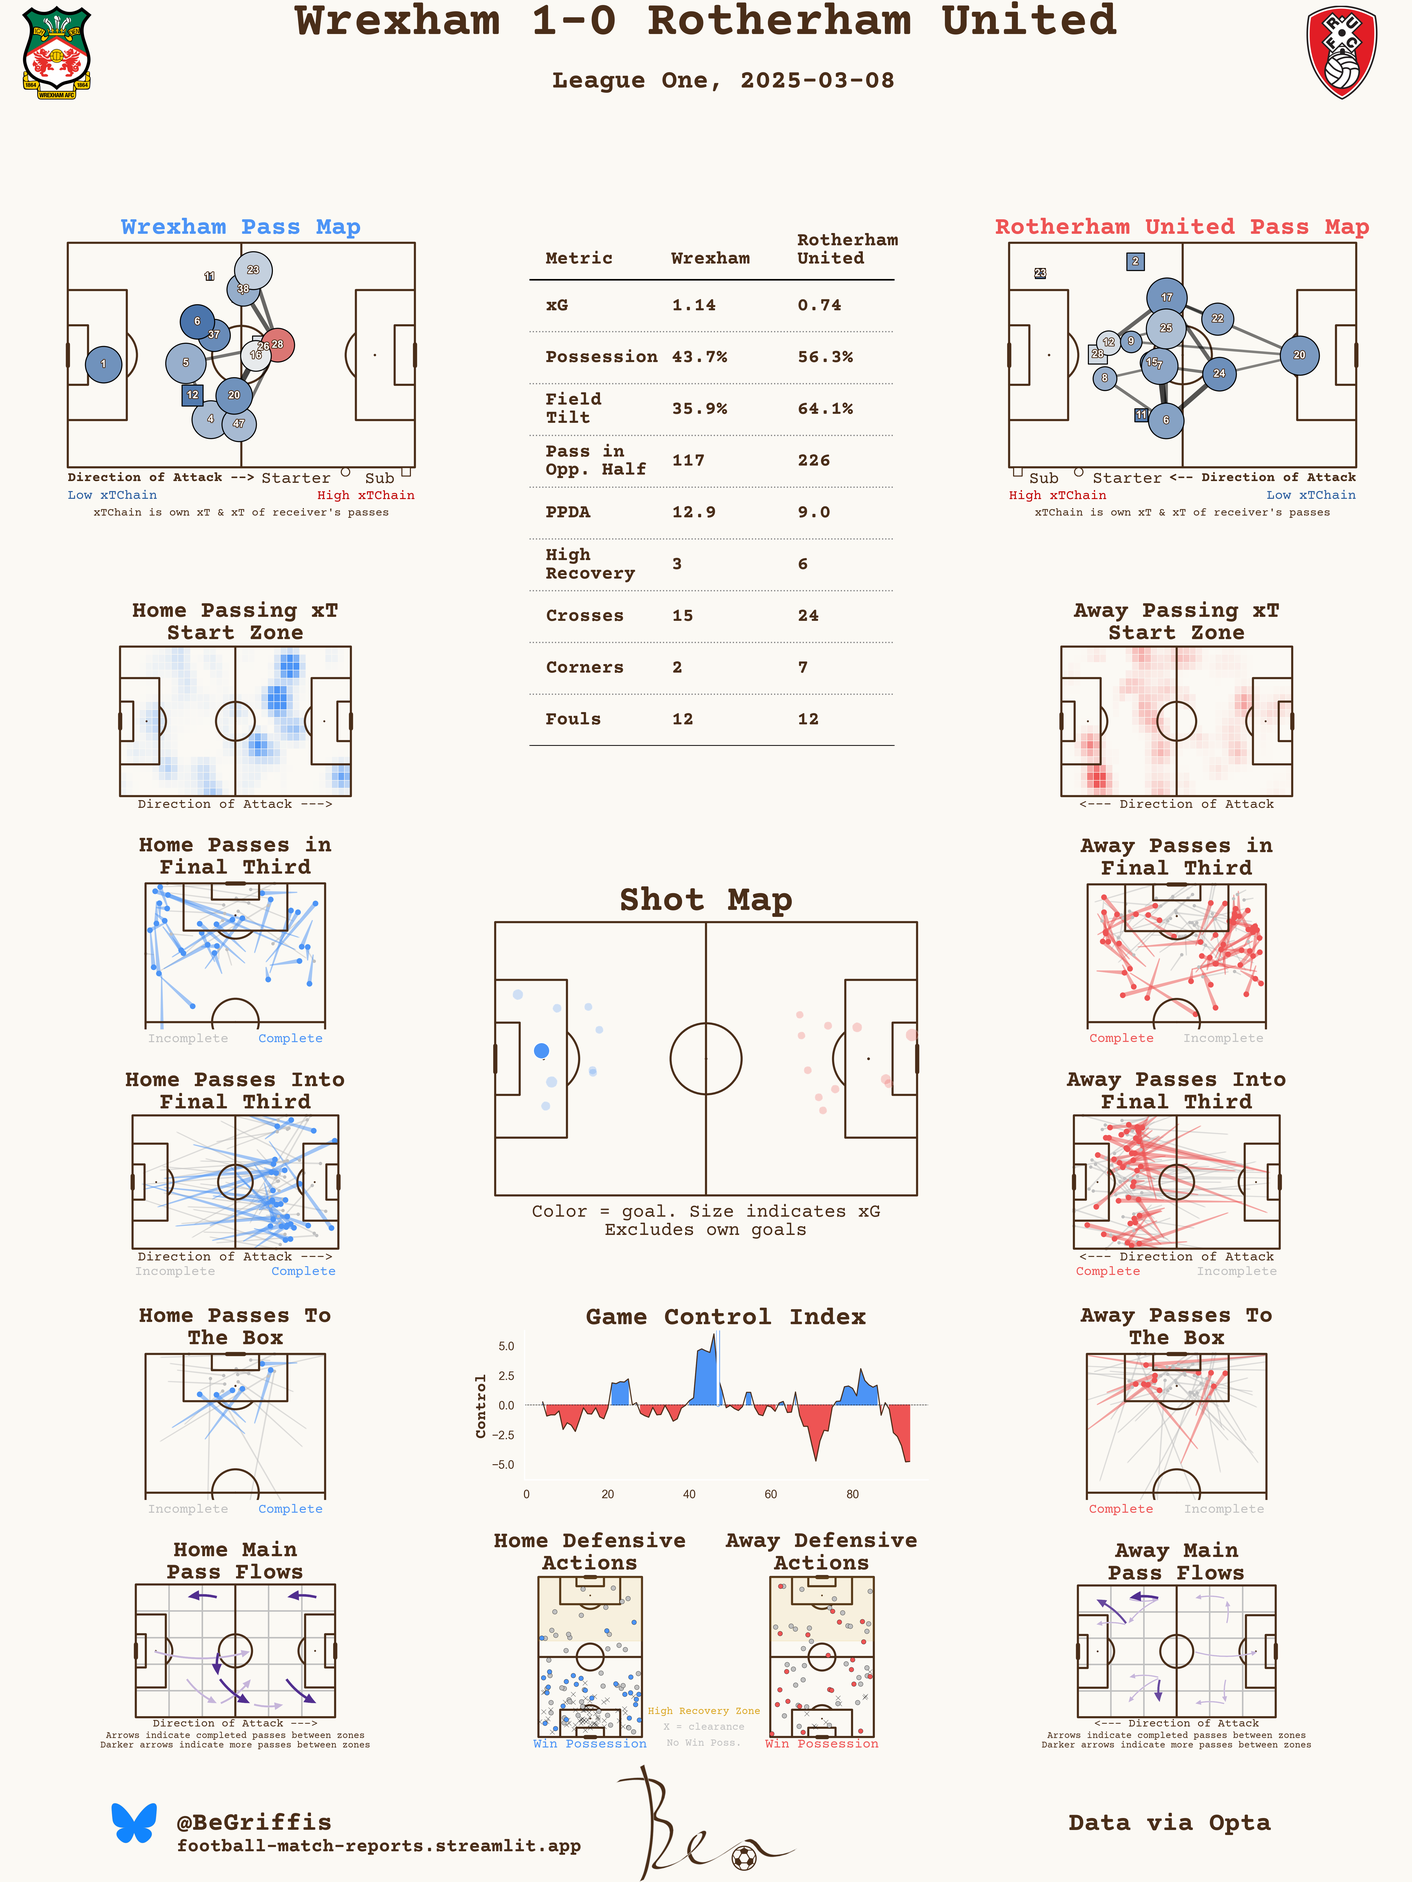 Wrexham 1-0 Rotherham United
League One, 2025-03-08
1864 1864
WREXHAM AFC
R U F C
Wrexham Pass Map
11 23 38 6 37 26 28 16 1 5 12 20 4 47
Direction of Attack --> Starter Sub
Low xTChain High xTChain
xTChain is own xT & xT of receiver's passes
Metric Wrexham Rotherham United
xG 1.14 0.74
Possession 43.7% 56.3%
Field Tilt 35.9% 64.1%
Pass in Opp. Half 117 226
PPDA 12.9 9.0
High Recovery 3 6
Crosses 15 24
Corners 2 7
Fouls 12 12
Rotherham United Pass Map
23 2 17 22 25 12 9 28 15 7 20 8 24 11 6
Sub Starter <-- Direction of Attack
High xTChain Low xTChain
xTChain is own xT & xT of receiver's passes
Home Passing xT
Start Zone
Direction of Attack --->
Away Passing xT
Start Zone
<--- Direction of Attack
Home Passes in
Final Third
Incomplete Complete
Away Passes in
Final Third
Complete Incomplete
Shot Map
Color = goal. Size indicates xG
Excludes own goals
Home Passes Into
Final Third
Direction of Attack --->
Incomplete Complete
Away Passes Into
Final Third
<--- Direction of Attack
Complete Incomplete
Home Passes To
The Box
Incomplete Complete
Game Control Index
Control
5.0
2.5
0.0
−2.5
−5.0
0 20 40 60 80
Away Passes To
The Box
Complete Incomplete
Home Main
Pass Flows
Direction of Attack --->
Arrows indicate completed passes between zones
Darker arrows indicate more passes between zones
Home Defensive
Actions
Win Possession
High Recovery Zone
X = clearance
No Win Poss.
Away Defensive
Actions
Win Possession
Away Main
Pass Flows
<--- Direction of Attack
Arrows indicate completed passes between zones
Darker arrows indicate more passes between zones
@BeGriffis
football-match-reports.streamlit.app
Ben
Data via Opta